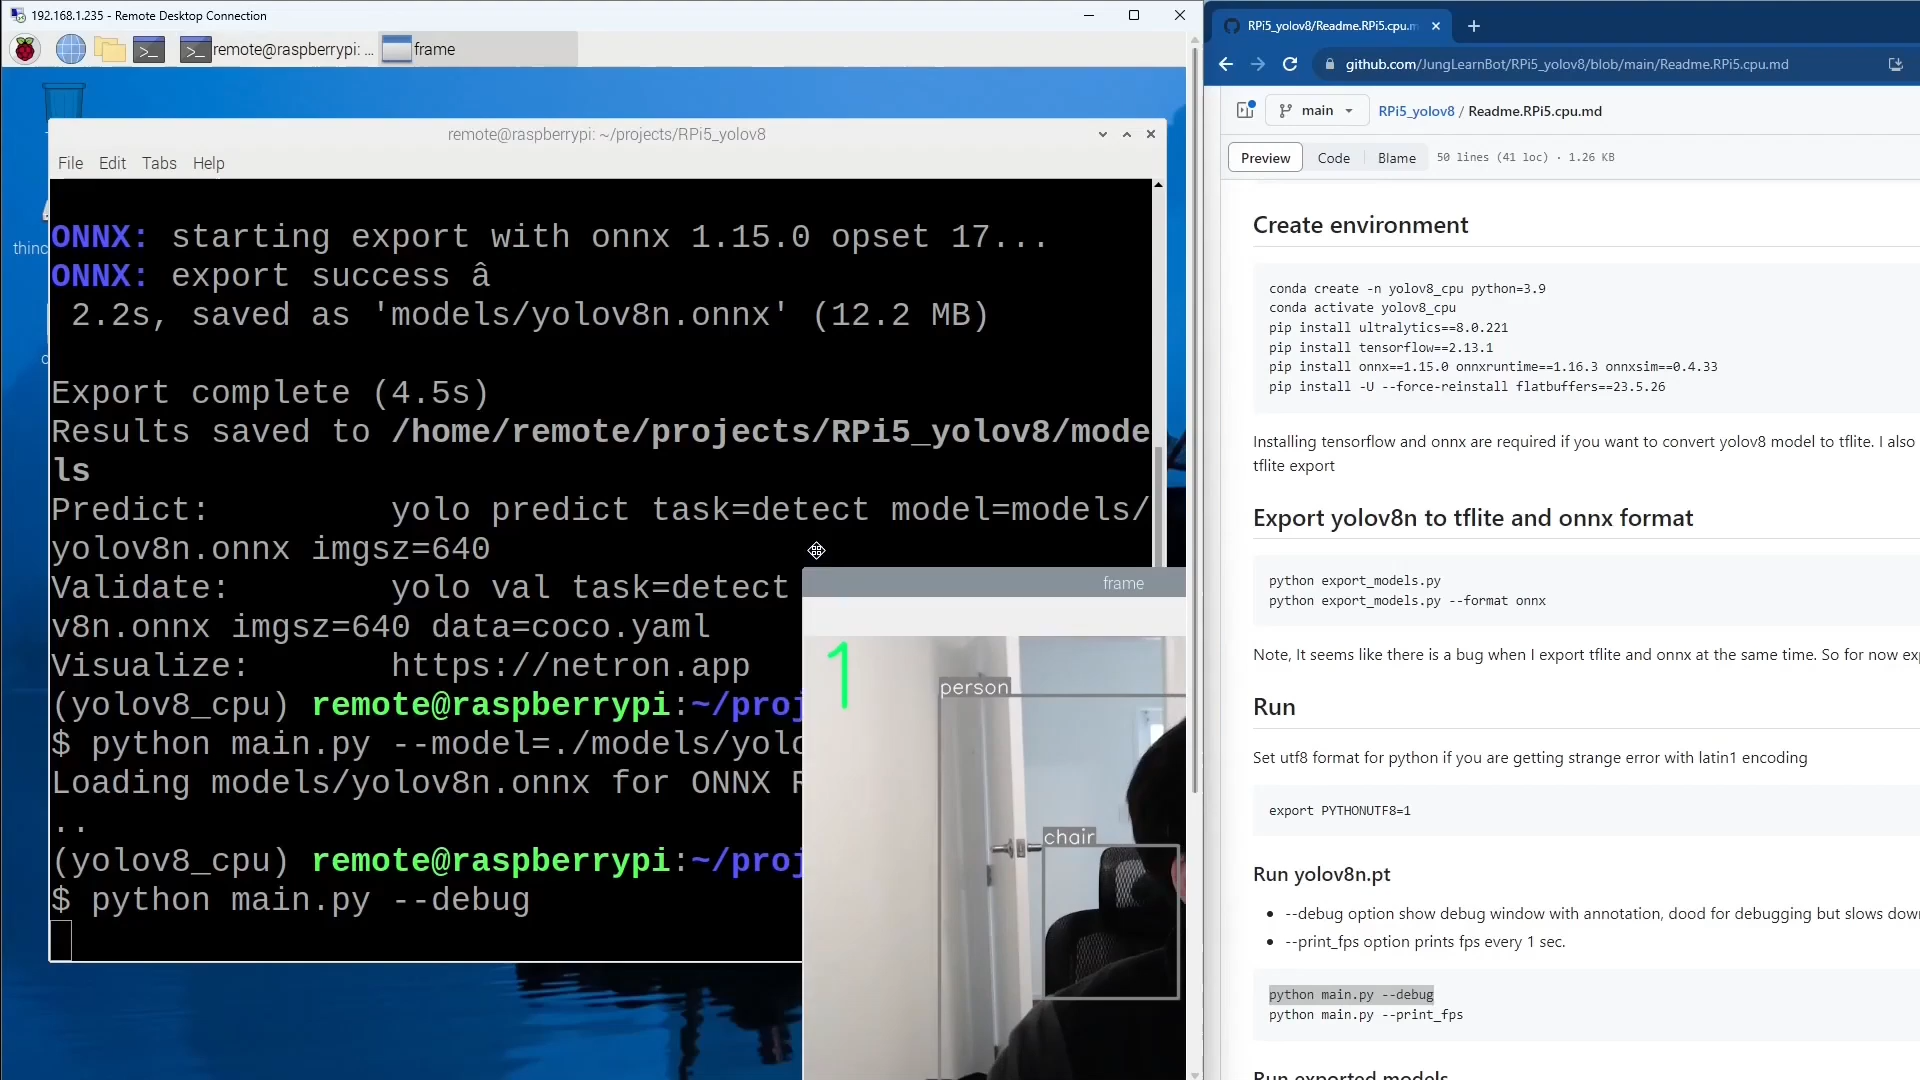 192.168.1.235 - Remote Desktop Connection
remote@raspberrypi: ...
frame
remote@raspberrypi: ~/projects/RPi5_yolov8
File Edit Tabs Help
ONNX: starting export with onnx 1.15.0 opset 17...
ONNX: export success â
2.2s, saved as 'models/yolov8n.onnx' (12.2 MB)
Export complete (4.5s)
Results saved to /home/remote/projects/RPi5_yolov8/mode
ls
Predict: yolo predict task=detect model=models/
yolov8n.onnx imgsz=640
Validate: yolo val task=detect
v8n.onnx imgsz=640 data=coco.yaml
Visualize: https://netron.app
(yolov8_cpu) remote@raspberrypi:~/proj
$ python main.py --model=./models/yolo
Loading models/yolov8n.onnx for ONNX R
..
(yolov8_cpu) remote@raspberrypi:~/proj
$ python main.py --debug
frame
1
person
chair
RPi5_yolov8/Readme.RPi5.cpu.m
github.com/JungLearnBot/RPi5_yolov8/blob/main/Readme.RPi5.cpu.md
main
RPi5_yolov8 / Readme.RPi5.cpu.md
Preview Code Blame 50 lines (41 loc) · 1.26 KB
Create environment
conda create -n yolov8_cpu python=3.9
conda activate yolov8_cpu
pip install ultralytics==8.0.221
pip install tensorflow==2.13.1
pip install onnx==1.15.0 onnxruntime==1.16.3 onnxsim==0.4.33
pip install -U --force-reinstall flatbuffers==23.5.26
Installing tensorflow and onnx are required if you want to convert yolov8 model to tflite. I also
tflite export
Export yolov8n to tflite and onnx format
python export_models.py
python export_models.py --format onnx
Note, It seems like there is a bug when I export tflite and onnx at the same time. So for now ex
Run
Set utf8 format for python if you are getting strange error with latin1 encoding
export PYTHONUTF8=1
Run yolov8n.pt
--debug option show debug window with annotation, dood for debugging but slows dow
--print_fps option prints fps every 1 sec.
python main.py --debug
python main.py --print_fps
Run exported models